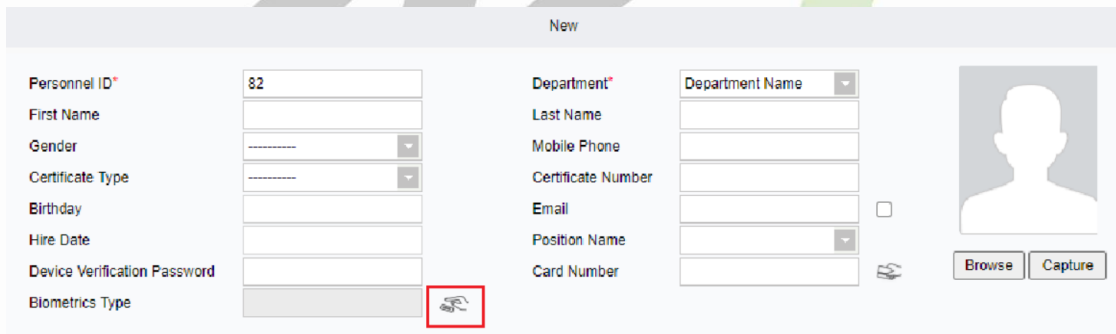 New
Personnel ID* 82 Department* Department Name
First Name Last Name
Gender ---------- Mobile Phone
Certificate Type ---------- Certificate Number
Birthday Email
Hire Date Position Name
Device Verification Password Card Number Browse Capture
Biometrics Type